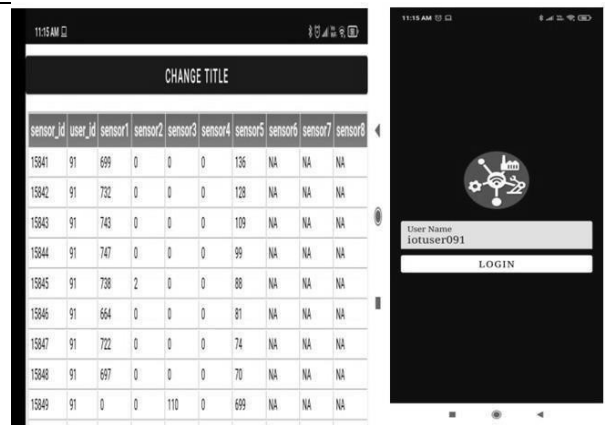 11:15 AM
CHANGE TITLE
sensor_id user_id sensor1 sensor2 sensor3 sensor4 sensor5 sensor6 sensor7 sensor8
15841 91 699 0 0 0 136 NA NA NA
15842 91 732 0 0 0 128 NA NA NA
15843 91 743 0 0 0 109 NA NA NA
15844 91 747 0 0 0 99 NA NA NA
15845 91 738 2 0 0 88 NA NA NA
15846 91 664 0 0 0 81 NA NA NA
15847 91 722 0 0 0 74 NA NA NA
15848 91 697 0 0 0 70 NA NA NA
15849 91 0 0 110 0 699 NA NA NA
11:15 AM
User Name
iotuser091
LOGIN